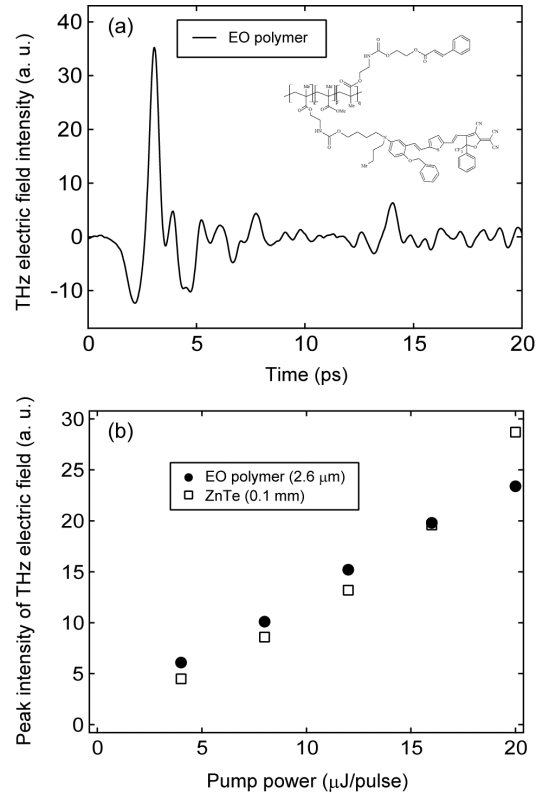 (a)
EO polymer
THz electric field intensity (a. u.)
40
30
20
10
0
-10
0
5
10
15
20
Time (ps)
(b)
EO polymer (2.6 μm)
ZnTe (0.1 mm)
Peak intensity of THz electric field (a. u.)
30
25
20
15
10
5
0
0
5
10
15
20
Pump power (μJ/pulse)